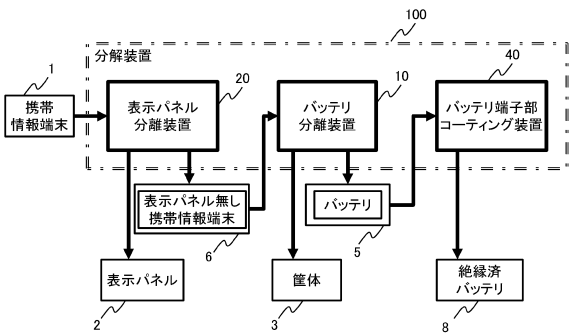 100
分解装置
1
20
10
40
携帯
情報端末
表示パネル
分離装置
バッテリ
分離装置
バッテリ端子部
コーティング装置
表示パネル無し
携帯情報端末
バッテリ
6
5
表示パネル
筐体
絶縁済
バッテリ
2
3
8